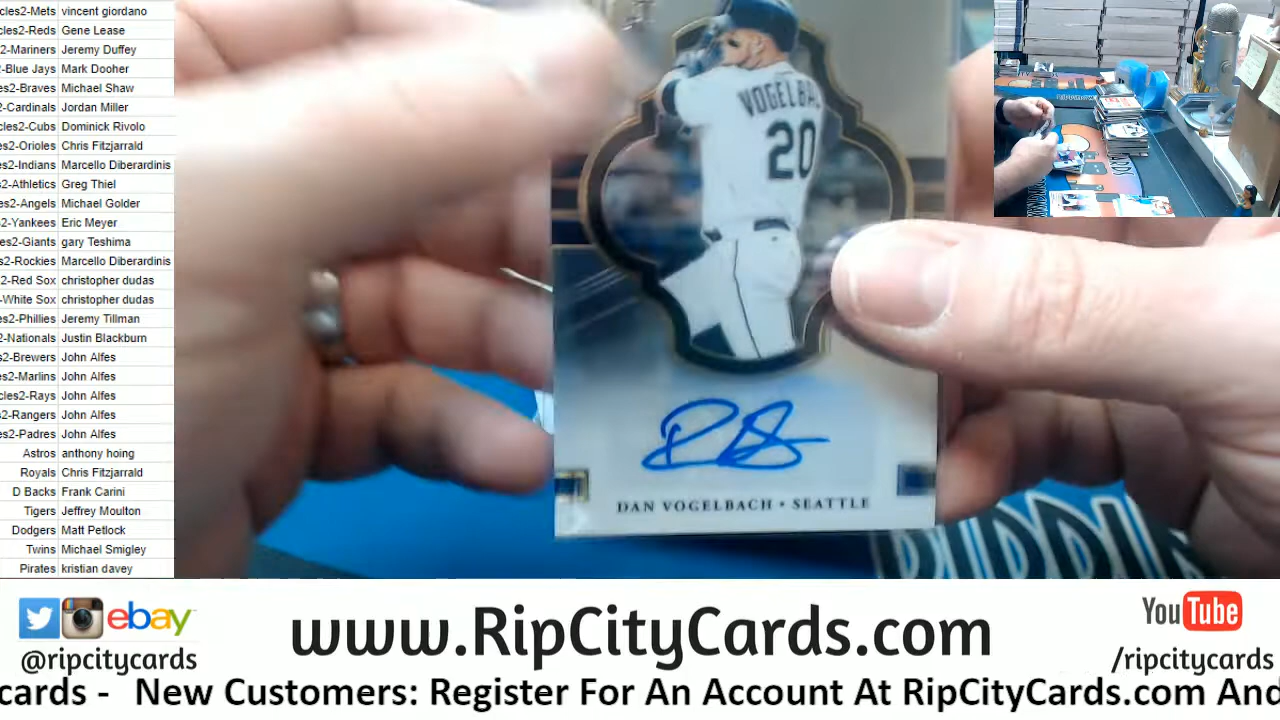 cles2-Mets vincent giordano
cles2-Reds Gene Lease
2-Mariners Jeremy Duffey
2-Blue Jays Mark Dooher
es2-Braves Michael Shaw
2-Cardinals Jordan Miller
cles2-Cubs Dominick Rivolo
es2-Orioles Chris Fitzjarrald
es2-Indians Marcello Diberardinis
s2-Athletics Greg Thiel
es2-Angels Michael Golder
s2-Yankees Eric Meyer
les2-Giants gary Teshima
s2-Rockies Marcello Diberardinis
2-Red Sox christopher dudas
-White Sox christopher dudas
es2-Phillies Jeremy Tillman
2-Nationals Justin Blackburn
s2-Brewers John Alfes
es2-Marlins John Alfes
cles2-Rays John Alfes
s2-Rangers John Alfes
es2-Padres John Alfes
Astros anthony hoing
Royals Chris Fitzjarrald
D Backs Frank Carini
Tigers Jeffrey Moulton
Dodgers Matt Petlock
Twins Michael Smigley
Pirates kristian davey
VOGELBA
20
DAN VOGELBACH • SEATTLE
RIPPIN
ebay
@ripcitycards
www.RipCityCards.com
YouTube
/ripcitycards
cards - New Customers: Register For An Account At RipCityCards.com And